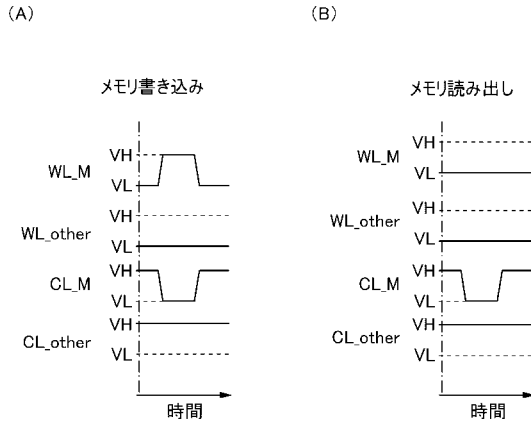 (A)
メモリ書き込み
VH
WL_M
VL
VH
WL_other
VL
VH
CL_M
VL
VH
CL_other
VL
時間
(B)
メモリ読み出し
VH
WL_M
VL
VH
WL_other
VL
VH
CL_M
VL
VH
CL_other
VL
時間